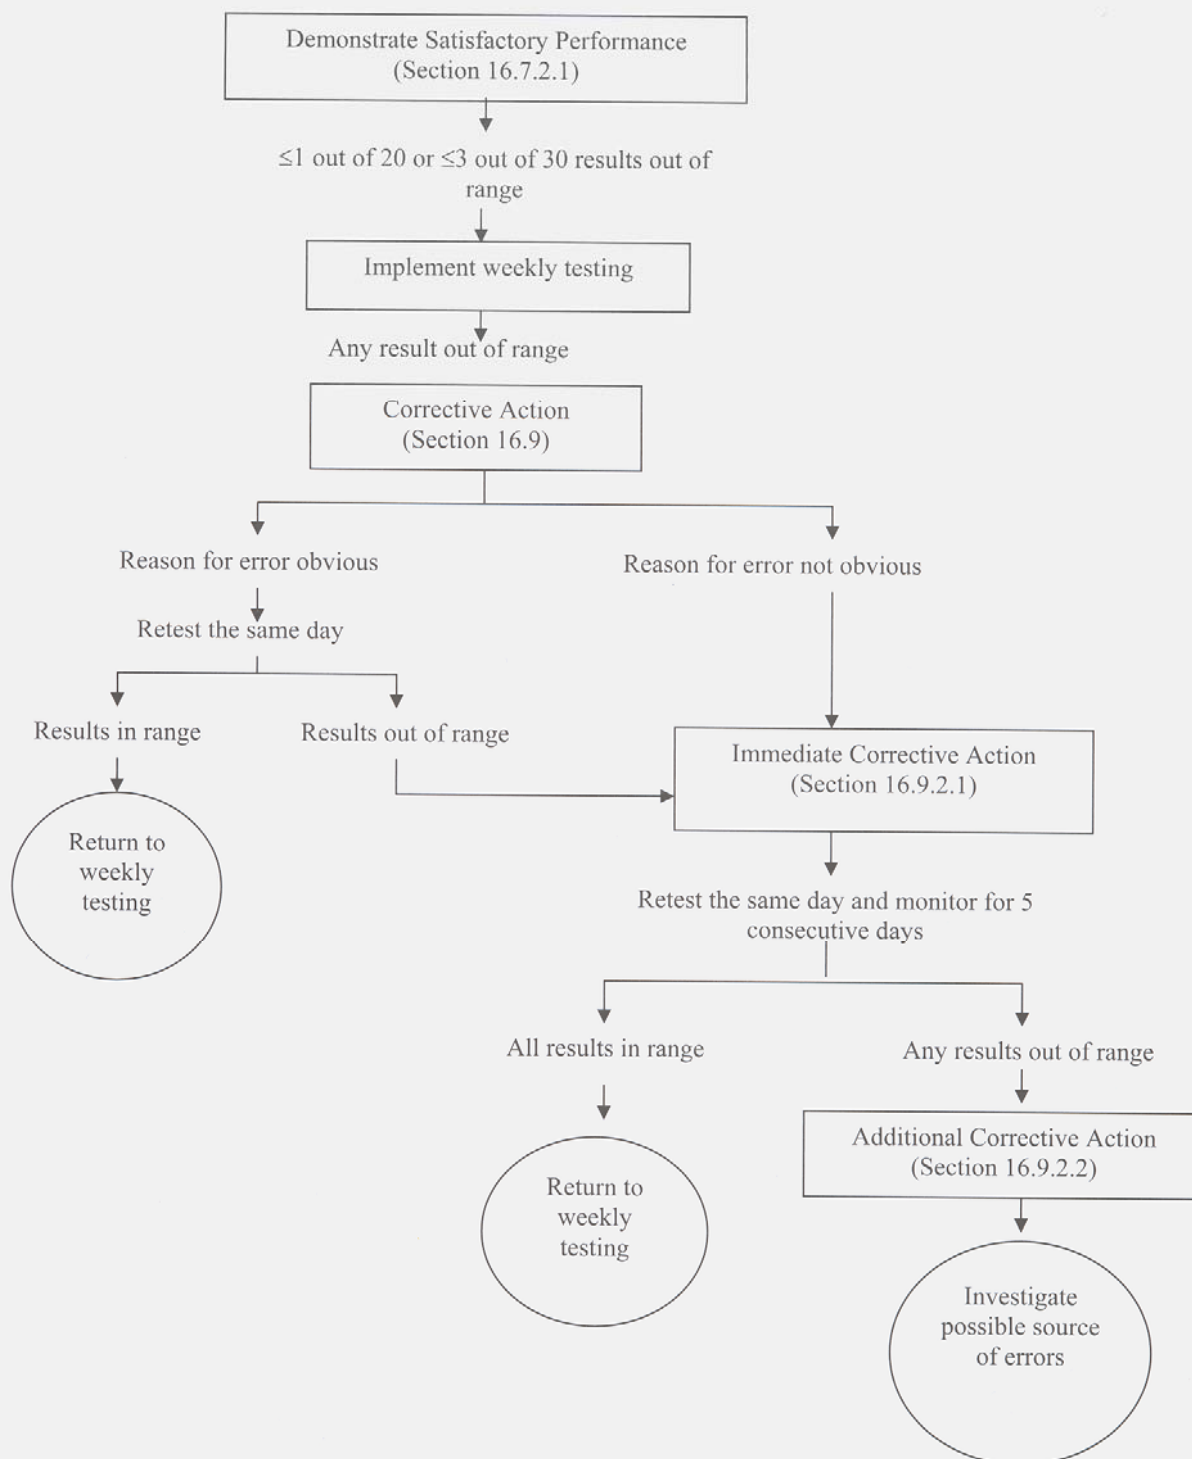 Demonstrate Satisfactory Performance
(Section 16.7.2.1)
≤1 out of 20 or ≤3 out of 30 results out of
range
Implement weekly testing
Any result out of range
Corrective Action
(Section 16.9)
Reason for error obvious
Reason for error not obvious
Retest the same day
Results in range
Results out of range
Immediate Corrective Action
(Section 16.9.2.1)
Return to
weekly
testing
Retest the same day and monitor for 5
consecutive days
All results in range
Any results out of range
Additional Corrective Action
(Section 16.9.2.2)
Return to
weekly
testing
Investigate
possible source
of errors